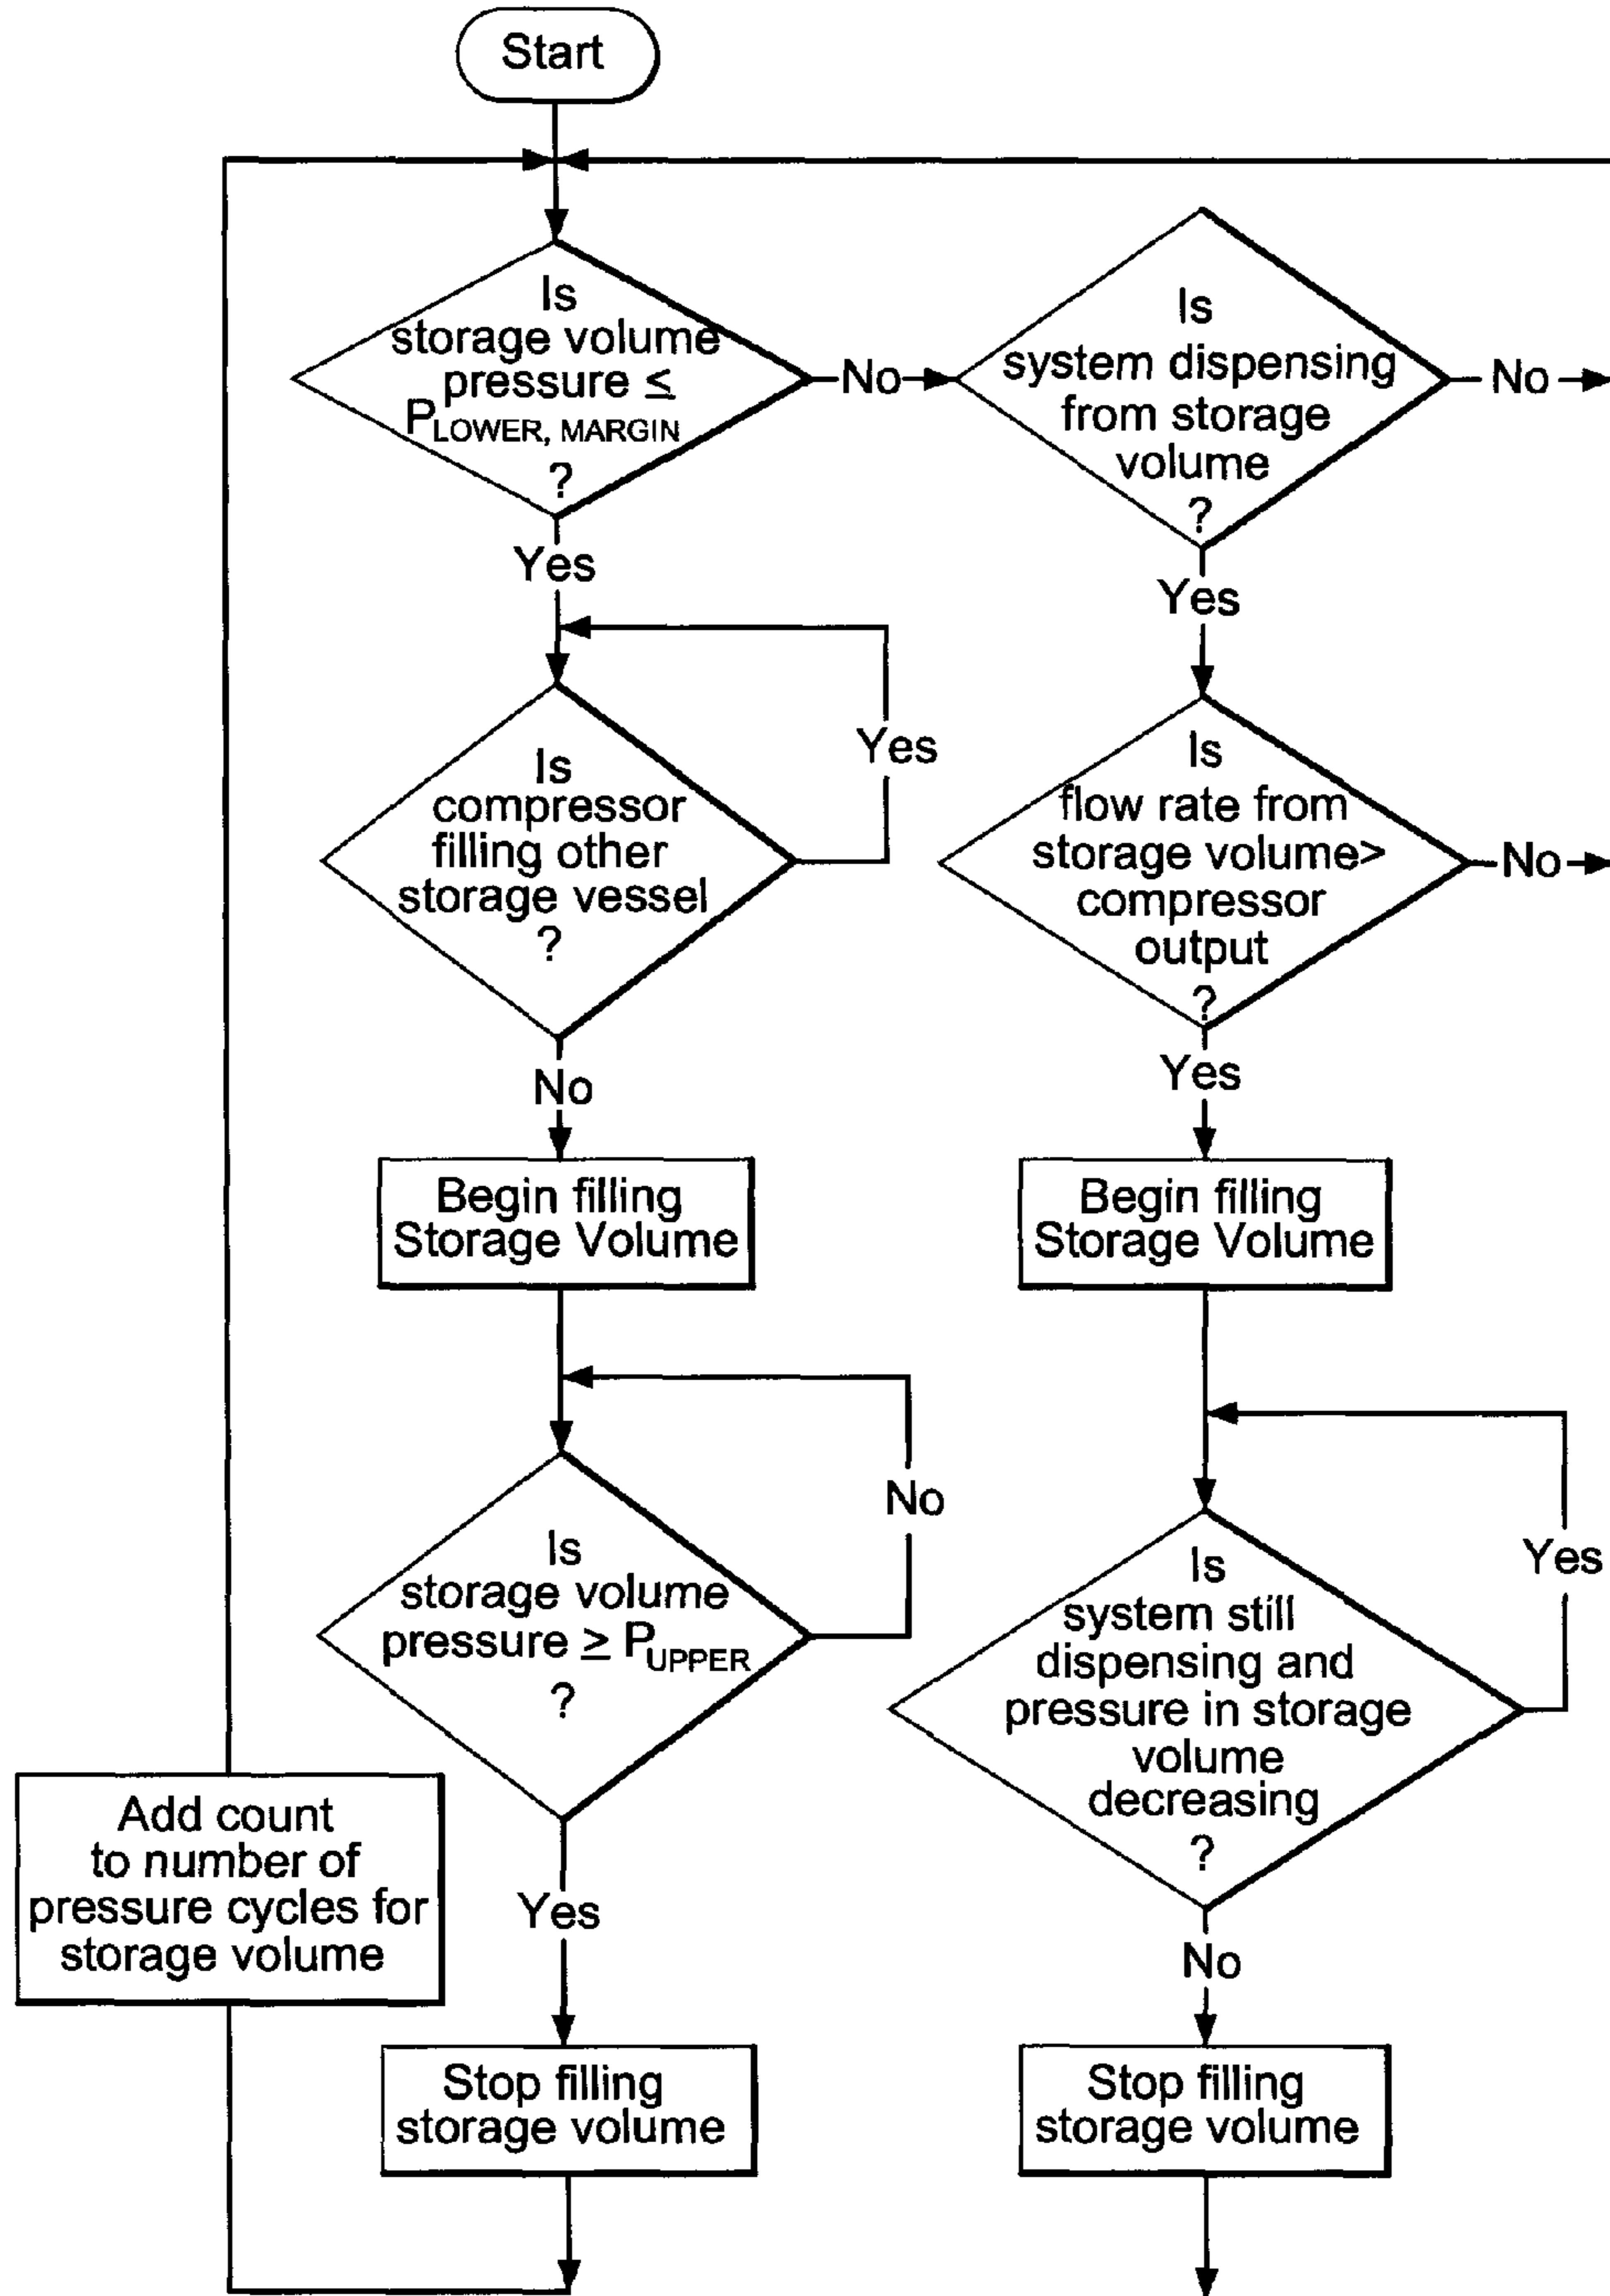 Start
Is
storage volume
pressure ≤
P LOWER, MARGIN
?
No
Is
system dispensing
from storage
volume
?
No
Yes
Yes
Is
compressor
filling other
storage vessel
?
Yes
Is
flow rate from
storage volume>
compressor
output
?
No
No
Yes
Begin filling
Storage Volume
Begin filling
Storage Volume
Is
storage volume
pressure ≥ P UPPER
?
No
Is
system still
dispensing and
pressure in storage
volume
decreasing
?
Yes
Add count
to number of
pressure cycles for
storage volume
Yes
No
Stop filling
storage volume
Stop filling
storage volume